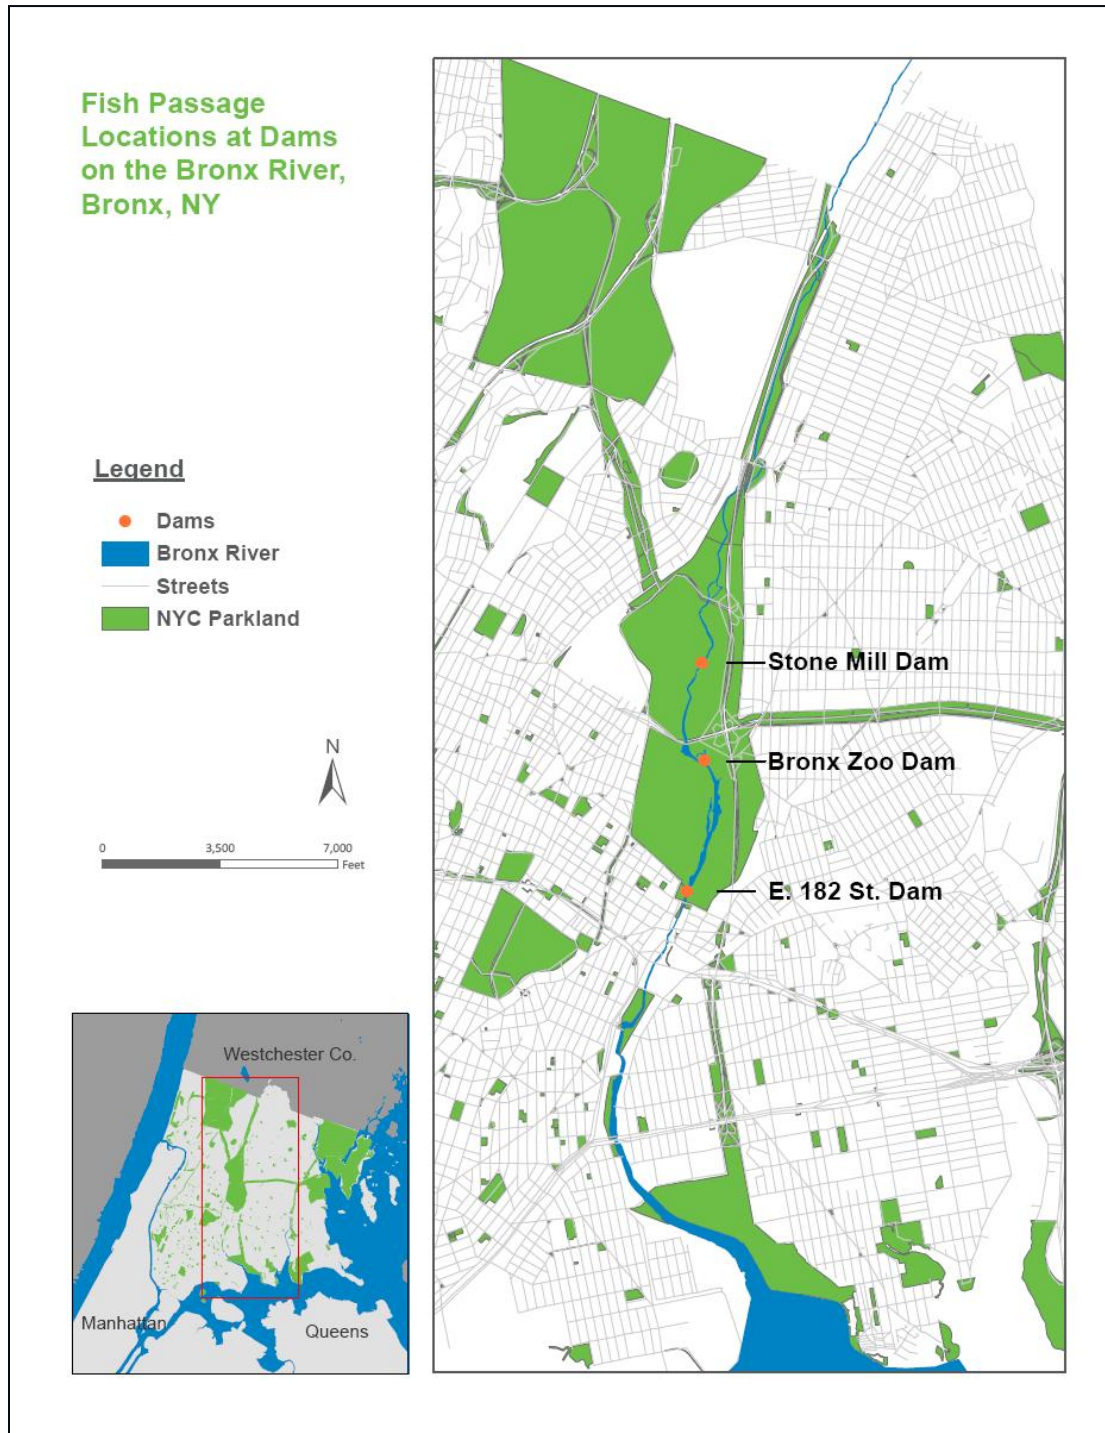 Fish Passage
Locations at Dams
on the Bronx River,
Bronx, NY
Legend
Dams
Bronx River
Streets
NYC Parkland
N
0 3,500 7,000
Feet
Stone Mill Dam
Bronx Zoo Dam
E. 182 St. Dam
Westchester Co.
Manhattan
Queens